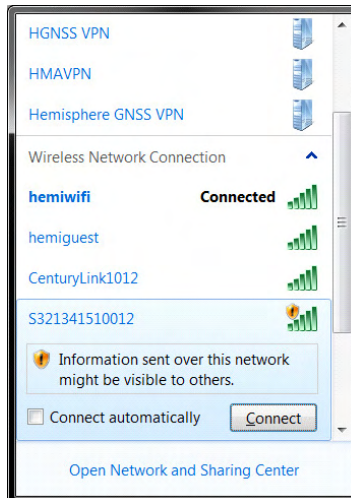 HGNSS VPN
HMAVPN
Hemisphere GNSS VPN
Wireless Network Connection
hemiwifi Connected
hemiguest
CenturyLink1012
S321341510012
Information sent over this network
might be visible to others.
Connect automatically Connect
Open Network and Sharing Center